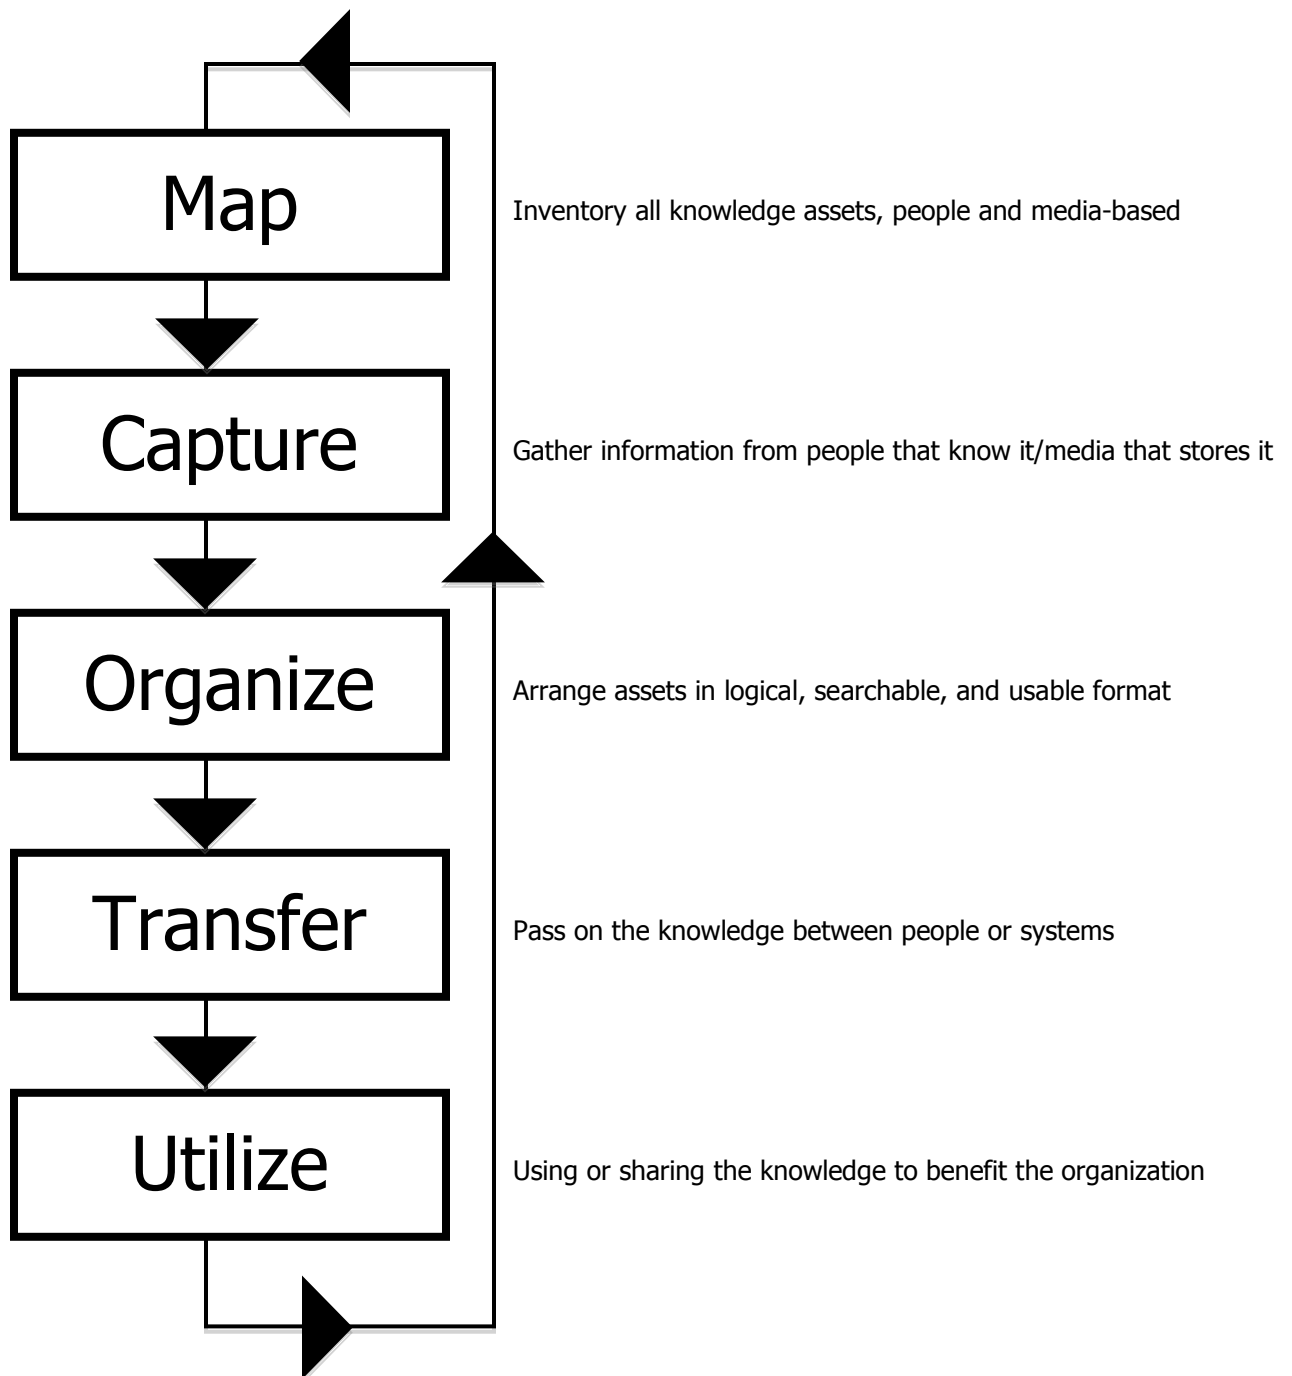 Map
Inventory all knowledge assets, people and media-based
Capture
Gather information from people that know it/media that stores it
Organize
Arrange assets in logical, searchable, and usable format
Transfer
Pass on the knowledge between people or systems
Utilize
Using or sharing the knowledge to benefit the organization